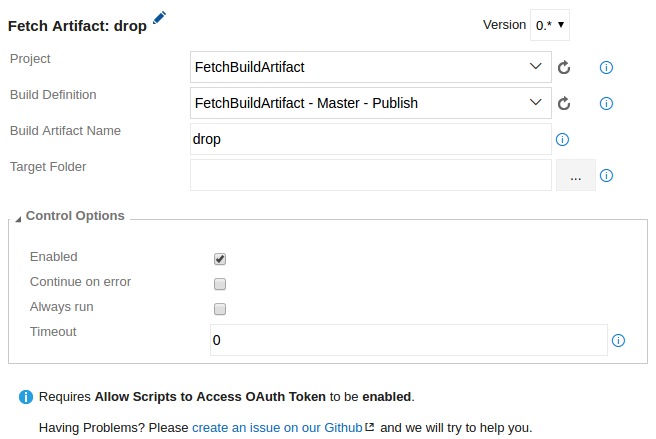 Fetch Artifact: drop
Version 0.*
Project FetchBuildArtifact
Build Definition FetchBuildArtifact - Master - Publish
Build Artifact Name drop
Target Folder ...
Control Options
Enabled
Continue on error
Always run
Timeout 0
Requires Allow Scripts to Access OAuth Token to be enabled.
Having Problems? Please create an issue on our Github and we will try to help you.